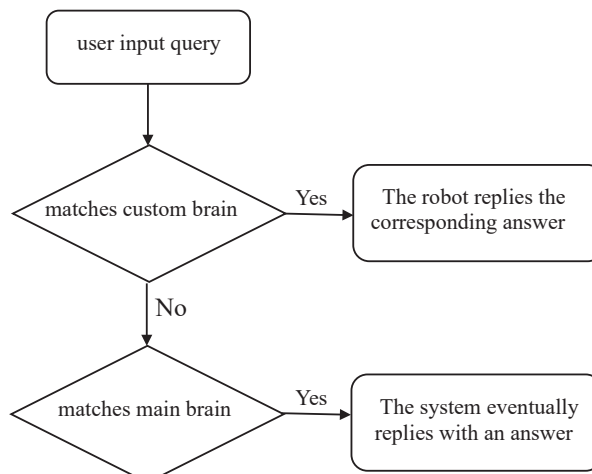 user input query
matches custom brain
Yes
The robot replies the
corresponding answer
No
matches main brain
Yes
The system eventually
replies with an answer